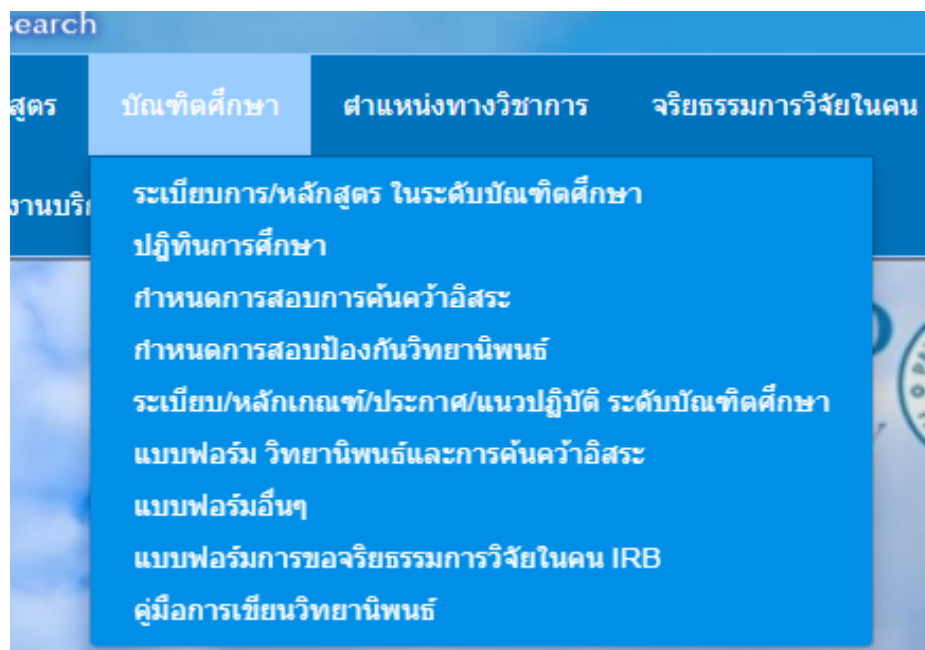 search
สูตร บัณฑิตศึกษา ตำแหน่งทางวิชาการ จริยธรรมการวิจัยในคน
งานบริ
ระเบียบการ/หลักสูตร ในระดับบัณฑิตศึกษา
ปฎิทินการศึกษา
กำหนดการสอบการค้นคว้าอิสระ
กำหนดการสอบป้องกันวิทยานิพนธ์
ระเบียบ/หลักเกณฑ์/ประกาศ/แนวปฏิบัติ ระดับบัณฑิตศึกษา
แบบฟอร์ม วิทยานิพนธ์และการค้นคว้าอิสระ
แบบฟอร์มอื่นๆ
แบบฟอร์มการขอจริยธรรมการวิจัยในคน IRB
คู่มือการเขียนวิทยานิพนธ์